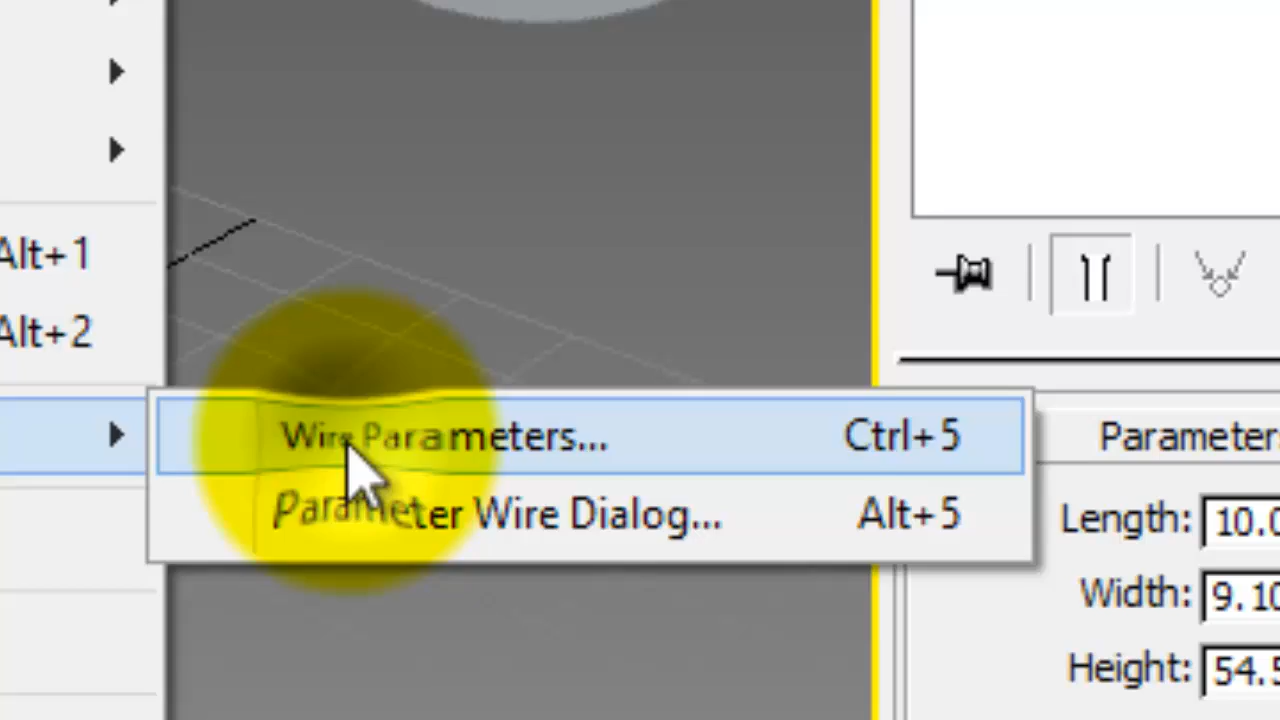 Alt+1
Alt+2
Wire Parameters... Ctrl+5
Parameter Wire Dialog... Alt+5
Parameter
Length: 10.0
Width: 9.10
Height: 54.5